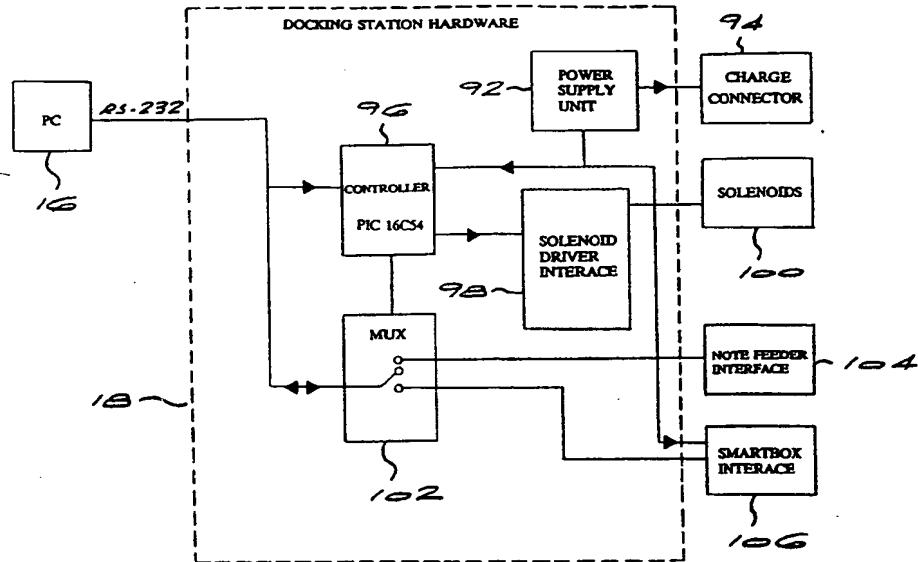 DOCKING STATION HARDWARE
94
92
POWER
SUPPLY
UNIT
CHARGE
CONNECTOR
PC
RS-232
96
16
CONTROLLER
PIC 16C54
SOLENOIDS
SOLENOID
DRIVER
INTERACE
98
100
MUX
NOTE FEEDER
INTERFACE
104
18
102
SMARTBOX
INTERACE
106